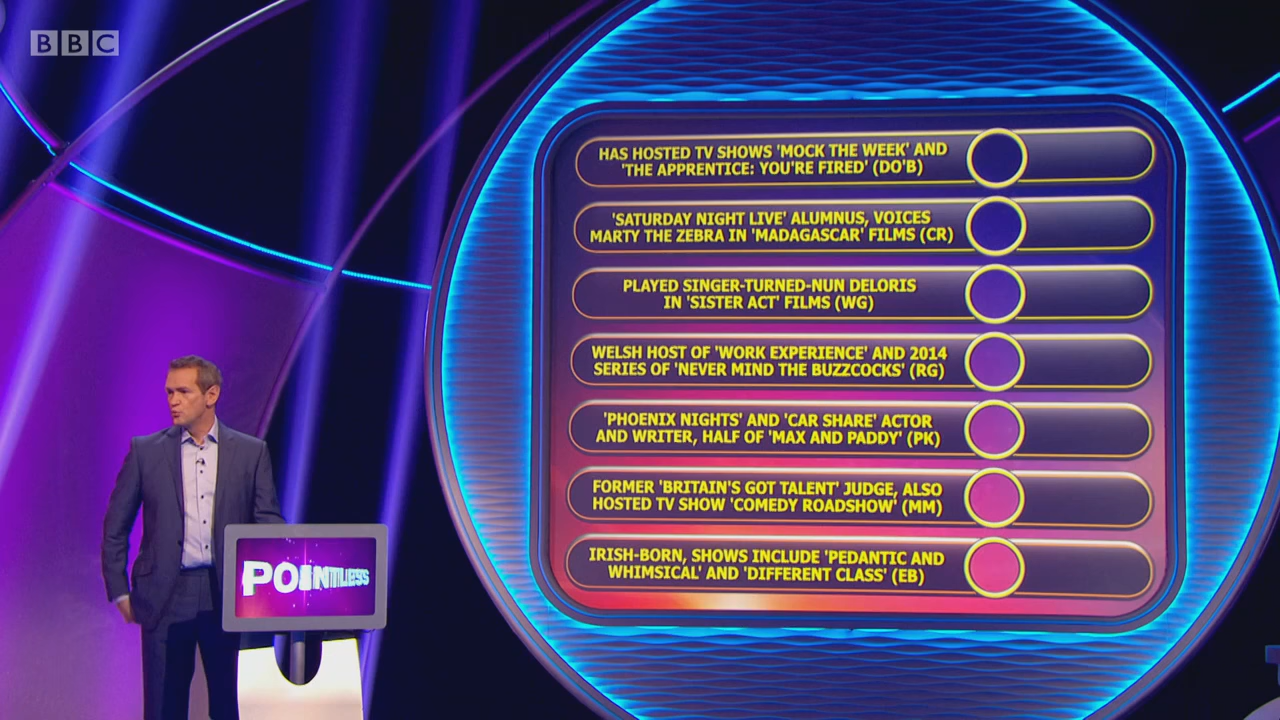 BBC
HAS HOSTED TV SHOWS 'MOCK THE WEEK' AND
'THE APPRENTICE: YOU'RE FIRED' (DO'B)
'SATURDAY NIGHT LIVE' ALUMNUS, VOICES
MARTY THE ZEBRA IN 'MADAGASCAR' FILMS (CR)
PLAYED SINGER-TURNED-NUN DELORIS
IN 'SISTER ACT' FILMS (WG)
WELSH HOST OF 'WORK EXPERIENCE' AND 2014
SERIES OF 'NEVER MIND THE BUZZCOCKS' (RG)
'PHOENIX NIGHTS' AND 'CAR SHARE' ACTOR
AND WRITER, HALF OF 'MAX AND PADDY' (PK)
FORMER 'BRITAIN'S GOT TALENT' JUDGE, ALSO
HOSTED TV SHOW 'COMEDY ROADSHOW' (MM)
IRISH-BORN, SHOWS INCLUDE 'PEDANTIC AND
WHIMSICAL' AND 'DIFFERENT CLASS' (EB)
POINTLESS